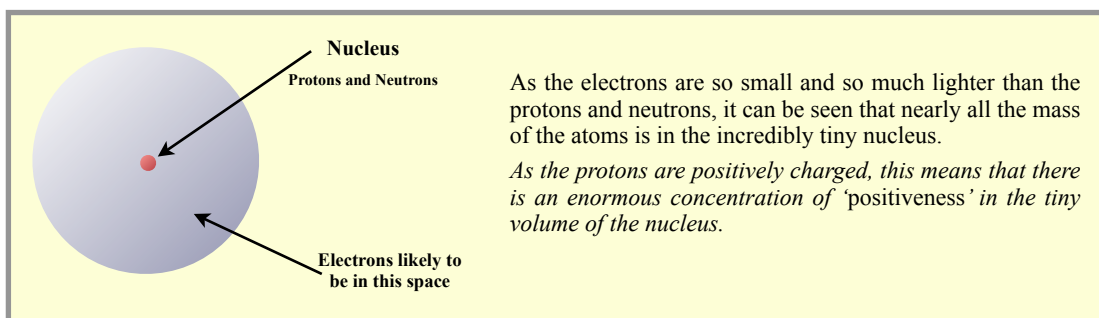 Nucleus
Protons and Neutrons
As the electrons are so small and so much lighter than the
protons and neutrons, it can be seen that nearly all the mass
of the atoms is in the incredibly tiny nucleus.
As the protons are positively charged, this means that there
is an enormous concentration of ‘positiveness’ in the tiny
volume of the nucleus.
Electrons likely to
be in this space